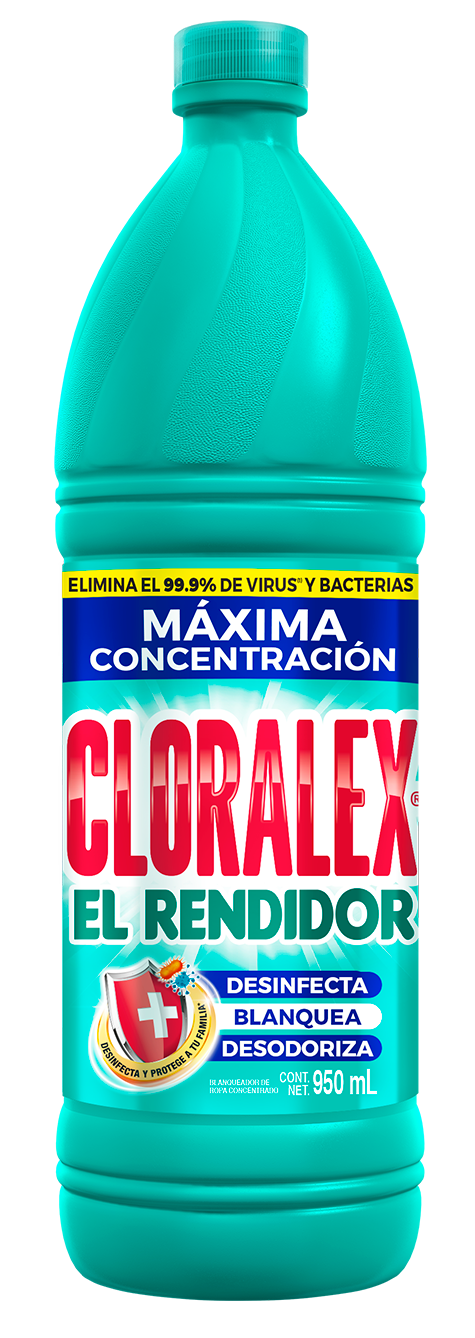 ELIMINA EL 99.9% DE VIRUS(1) Y BACTERIAS
MÁXIMA
CONCENTRACIÓN
CLORALEX®
EL RENDIDOR
DESINFECTA
BLANQUEA
DESODORIZA
DESINFECTA Y PROTEGE A TU FAMILIA*
BLANQUEADOR DE
ROPA CONCENTRADO
CONT.
NET. 950 mL